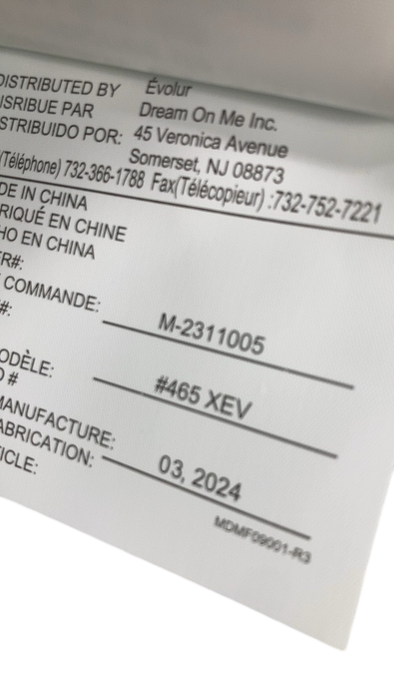 DISTRIBUTED BY Évolur
ISRIBUE PAR Dream On Me Inc.
STRIBUIDO POR: 45 Veronica Avenue
Somerset, NJ 08873
(Téléphone) 732-366-1788 Fax(Télécopieur) :732-752-7221
DE IN CHINA
RIQUÉ EN CHINE
HO EN CHINA
R#:
COMMANDE: M-2311005
#:
ODÈLE: #465 XEV
O #
MANUFACTURE:
ABRICATION: 03, 2024
ICLE:
MDMF09001-R3